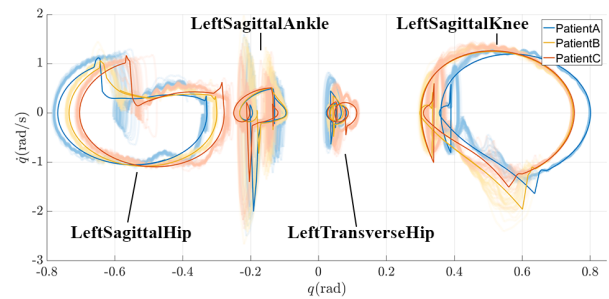 LeftSagittalAnkle
LeftSagittalKnee
PatientA
PatientB
PatientC
LeftSagittalHip
LeftTransverseHip
2
1
0
-1
-2
-3
q̇(rad/s)
-0.8
-0.6
-0.4
-0.2
0
0.2
0.4
0.6
0.8
q(rad)